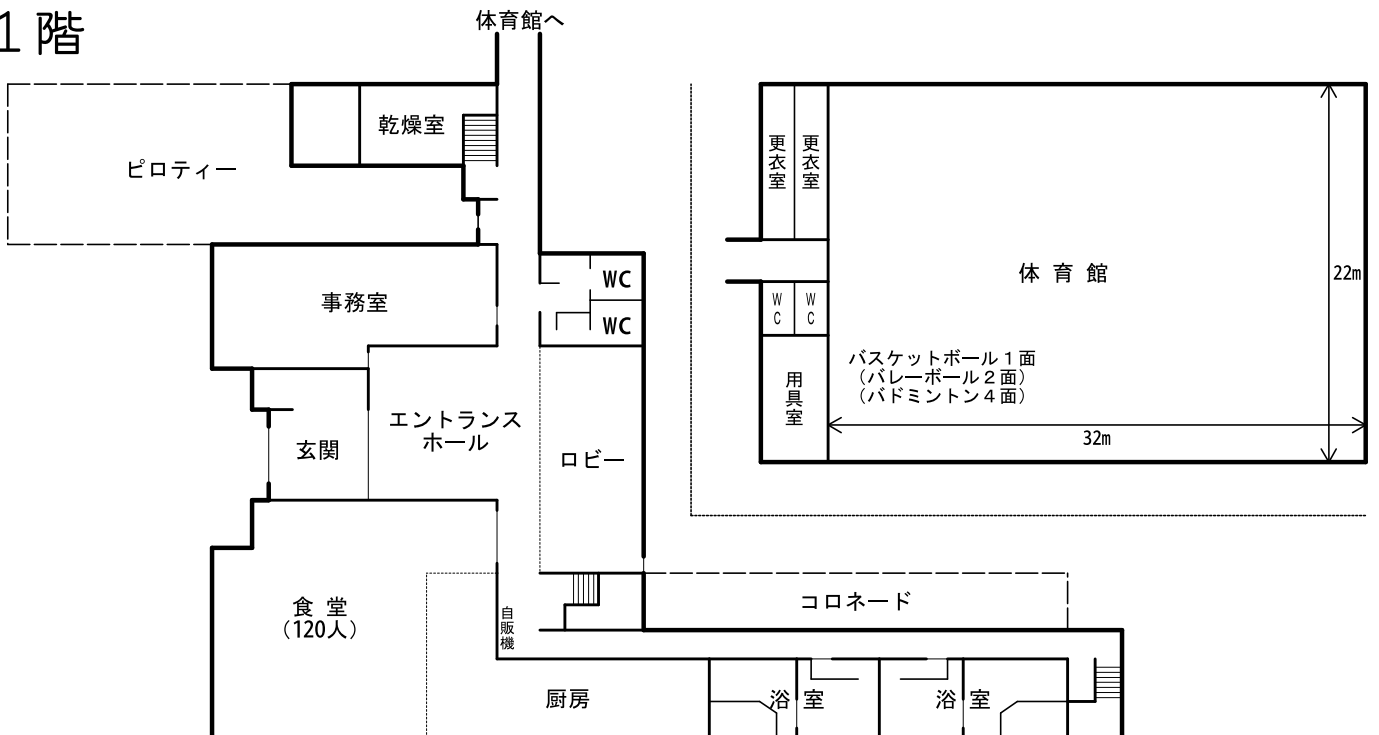 1階
体育館へ
乾燥室
ピロティー
更衣室
更衣室
体育館
22m
WC
WC
事務室
WC
WC
バスケットボール1面
(バレーボール2面)
(バドミントン4面)
用具室
32m
エントランス
ホール
玄関
ロビー
コロネード
食堂
(120人)
自販機
厨房
浴室
浴室